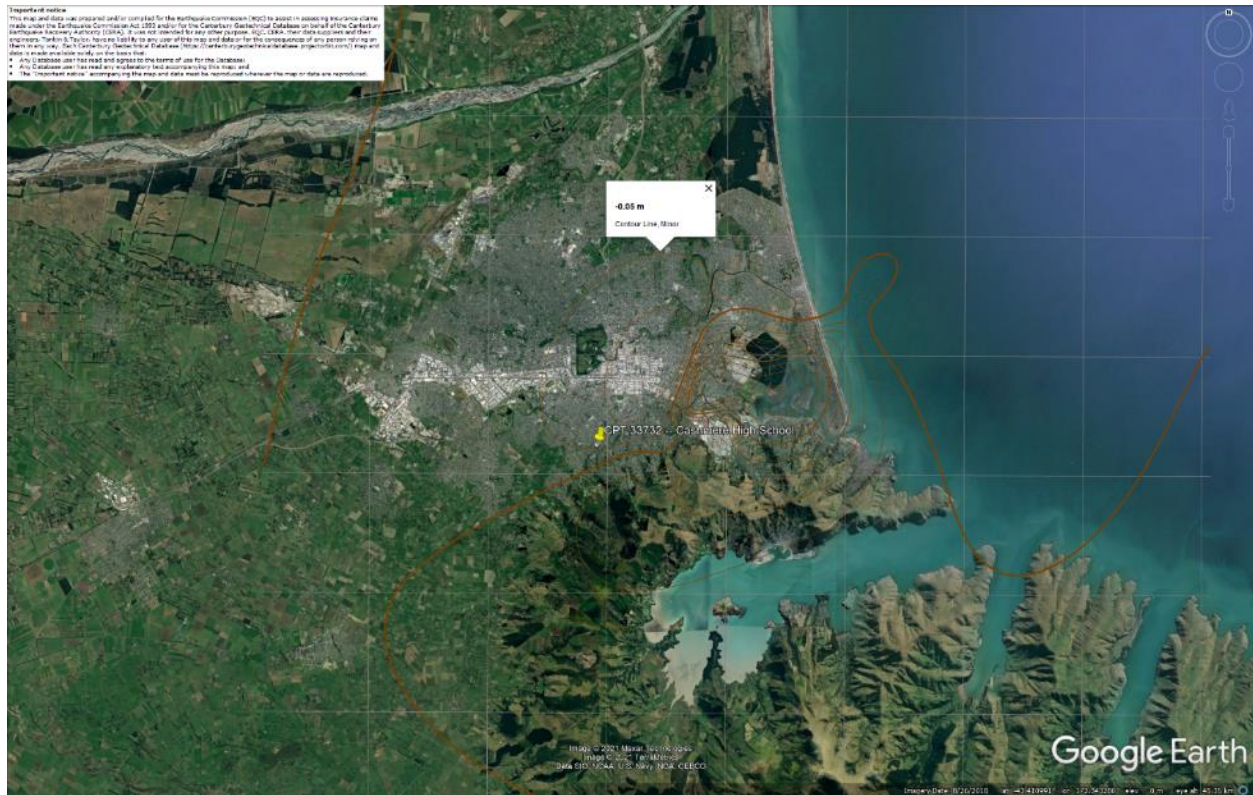 Important notice
This map and data was prepared and/or compiled for the Earthquake Commission (EQC) to assist in assessing insurance claims
made under the Earthquake Commission Act 1993 and/or for the Canterbury Geotechnical Database on behalf of the Canterbury
Earthquake Recovery Authority (CERA). It was not intended for any other purpose. EQC, CERA, their data suppliers and their
engineers, Tonkin & Taylor, have no liability to any user of this map and data or for the consequences of any person relying on
them in any way. Each Canterbury Geotechnical Database (https://canterburygeotechnicaldatabase.projectorbit.com/) map and
data is made available solely on the basis that:
• Any Database user has read and agrees to the terms of use for the Database;
• Any Database user has read any explanatory text accompanying this map; and
• The "Important notice" accompanying the map and data must be reproduced wherever the map or data are reproduced.
N
-0.05 m
Contour Line, Minor
CPT 33732 -- Cashmere High School
Image © 2021 Maxar Technologies
Image © 2021 TerraMetrics
Data SIO, NOAA, U.S. Navy, NGA, GEBCO
Google Earth
Imagery Date: 8/26/2018 eye alt 45.35 km